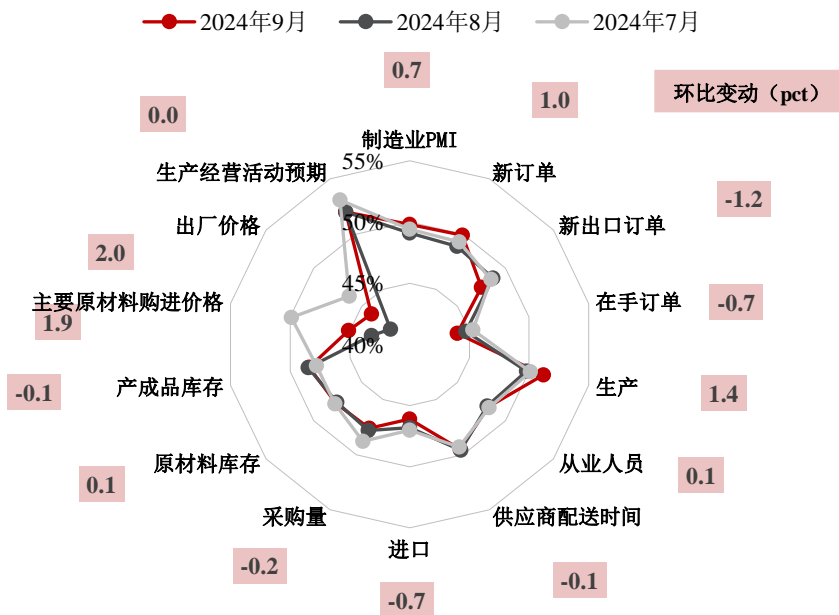 2024年9月 2024年8月 2024年7月
0.7
1.0
环比变动（pct）
0.0
制造业PMI
55%
生产经营活动预期
新订单
-1.2
出厂价格
50%
新出口订单
2.0
45%
主要原材料购进价格
在手订单
-0.7
1.9
40%
-0.1
产成品库存
生产
1.4
原材料库存
从业人员
0.1
0.1
采购量
供应商配送时间
进口
-0.2
-0.7
-0.1